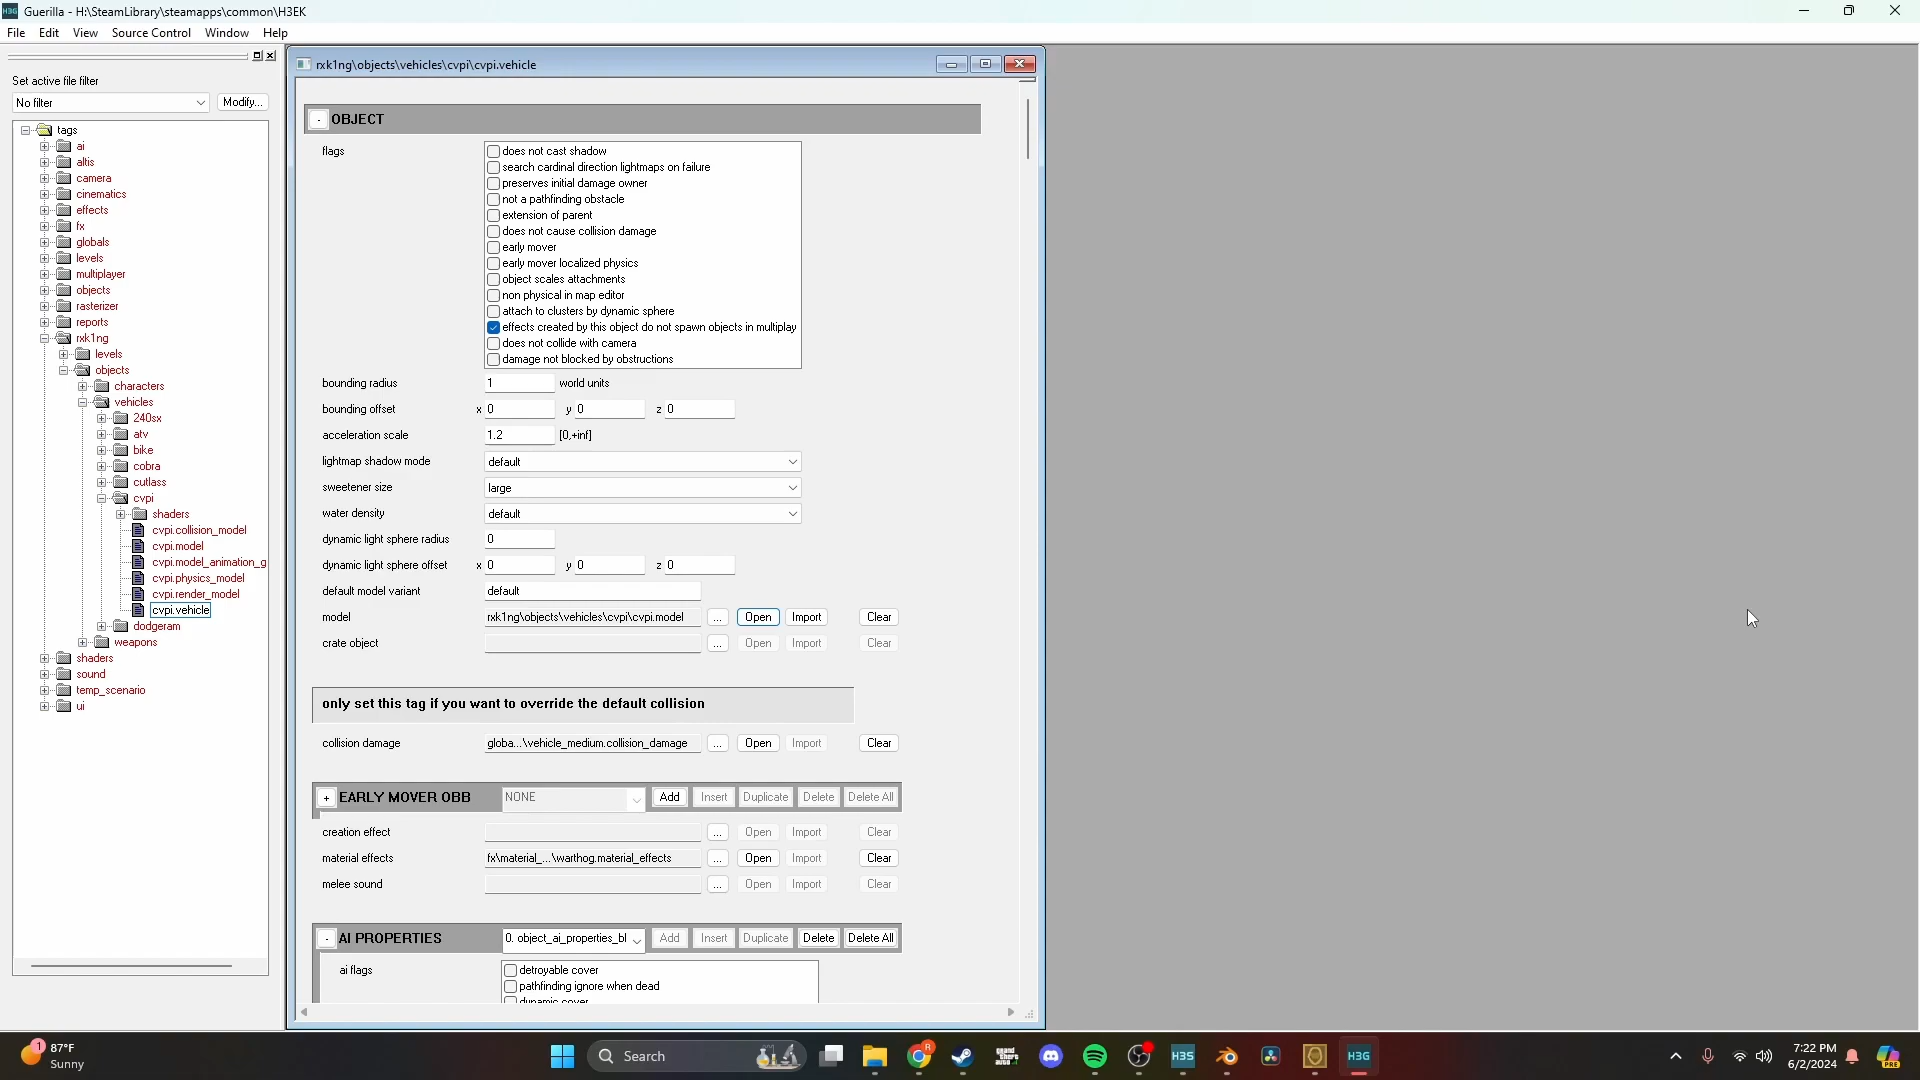 H3G Guerilla - H:\SteamLibrary\steamapps\common\H3EK
File Edit View Source Control Window Help
Set active file filter
No filter
Modify...
tags
ai
altis
camera
cinematics
effects
fx
globals
levels
multiplayer
objects
rasterizer
reports
rxk1ng
levels
objects
characters
vehicles
240sx
atv
bike
cobra
cutlass
cvpi
shaders
cvpi.collision_model
cvpi.model
cvpi.model_animation_g
cvpi.physics_model
cvpi.render_model
cvpi.vehicle
dodgeram
weapons
shaders
sound
temp_scenario
ui
rxk1ng\objects\vehicles\cvpi\cvpi.vehicle
- OBJECT
flags
does not cast shadow
search cardinal direction lightmaps on failure
preserves initial damage owner
not a pathfinding obstacle
extension of parent
does not cause collision damage
early mover
early mover localized physics
object scales attachments
non physical in map editor
attach to clusters by dynamic sphere
effects created by this object do not spawn objects in multiplay
does not collide with camera
damage not blocked by obstructions
bounding radius 1 world units
bounding offset x 0 y 0 z 0
acceleration scale 1.2 [0,+inf]
lightmap shadow mode default
sweetener size large
water density default
dynamic light sphere radius 0
dynamic light sphere offset x 0 y 0 z 0
default model variant default
model rxk1ng\objects\vehicles\cvpi\cvpi.model ... Open Import Clear
crate object ... Open Import Clear
only set this tag if you want to override the default collision
collision damage globa...\vehicle_medium.collision_damage ... Open Import Clear
+ EARLY MOVER OBB NONE Add Insert Duplicate Delete Delete All
creation effect ... Open Import Clear
material effects fx\material_...\warthog.material_effects ... Open Import Clear
melee sound ... Open Import Clear
- AI PROPERTIES 0. object_ai_properties_bl Add Insert Duplicate Delete Delete All
ai flags
detroyable cover
pathfinding ignore when dead
dynamic cover
1 87°F
Sunny
Search
R
H3S
H3G
7:22 PM
6/2/2024
PRE